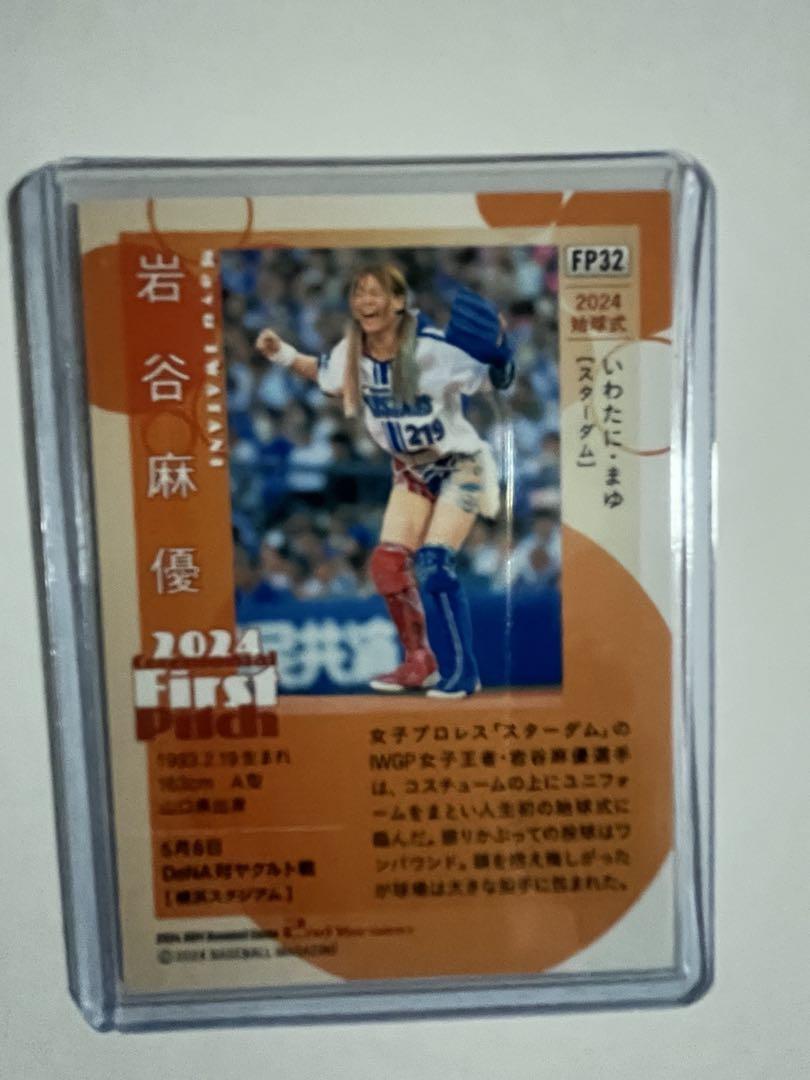 岩谷麻優
MAYU IWATANI
FP32
2024
始球式
いわたに・まゆ
[スターダム]
219
民共済
2024
Ceremonial
First
Pitch
1993.2.19生まれ
163cm A型
山口県出身
5月6日
DeNA対ヤクルト戦
[横浜スタジアム]
女子プロレス「スターダム」の
IWGP女子王者・岩谷麻優選手
は、コスチュームの上にユニフォ
ームをまとい人生初の始球式に
臨んだ。振りかぶっての投球はワ
ンバウンド。頭を抱え悔しがった
が球場は大きな拍手に包まれた。
©2024 BASEBALL MAGAZINE